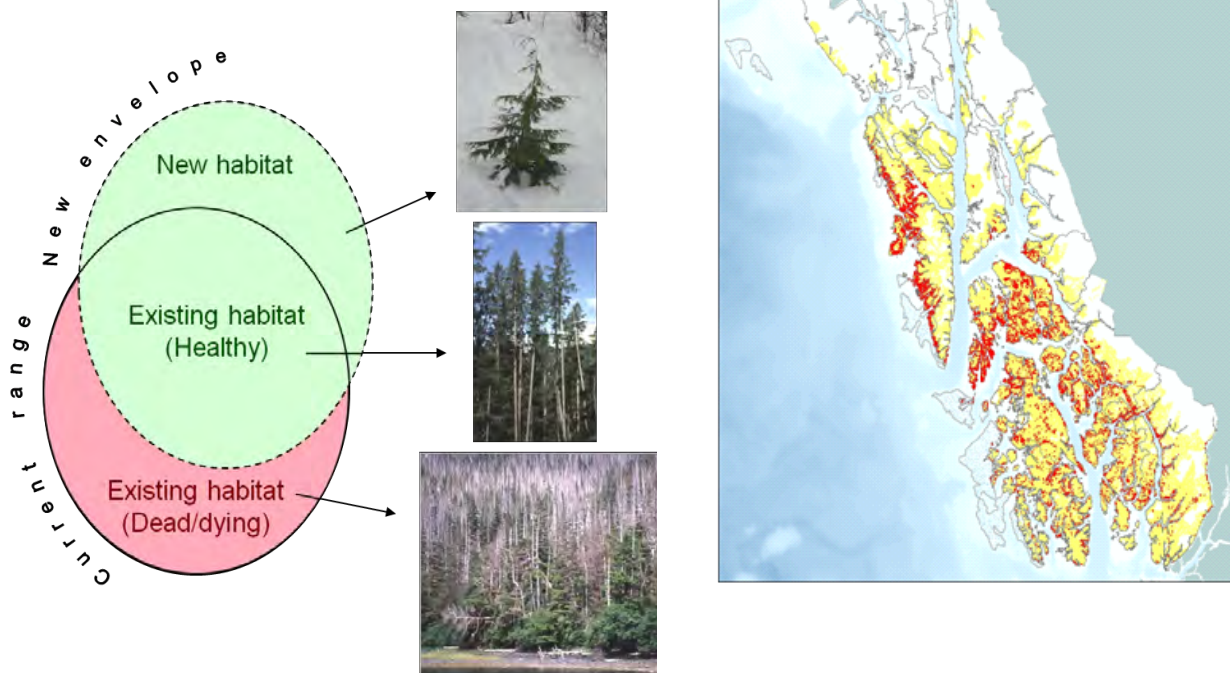 New envelope
New habitat
Existing habitat
(Healthy)
Current range
Existing habitat
(Dead/dying)